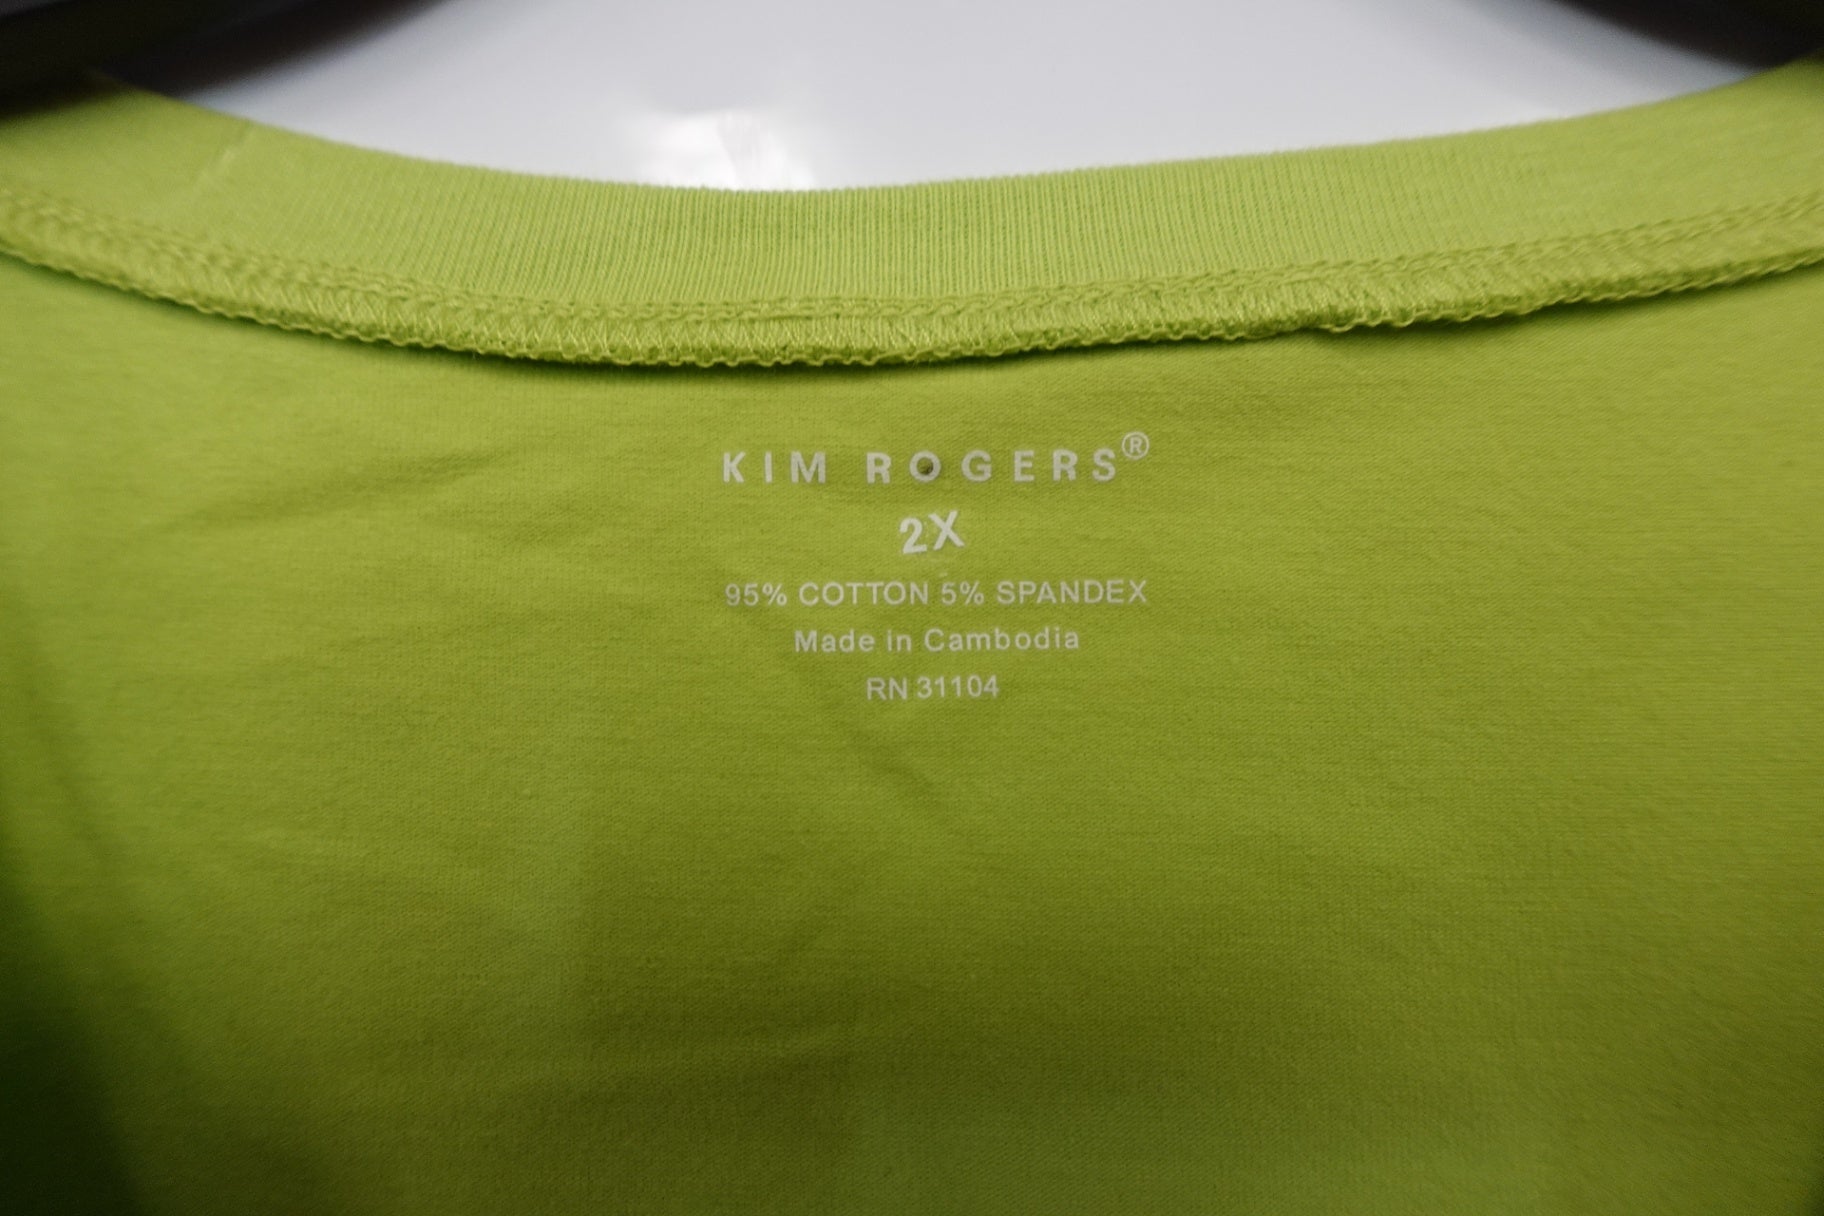 KIM ROGERS®
2X
95% COTTON 5% SPANDEX
Made in Cambodia
RN 31104